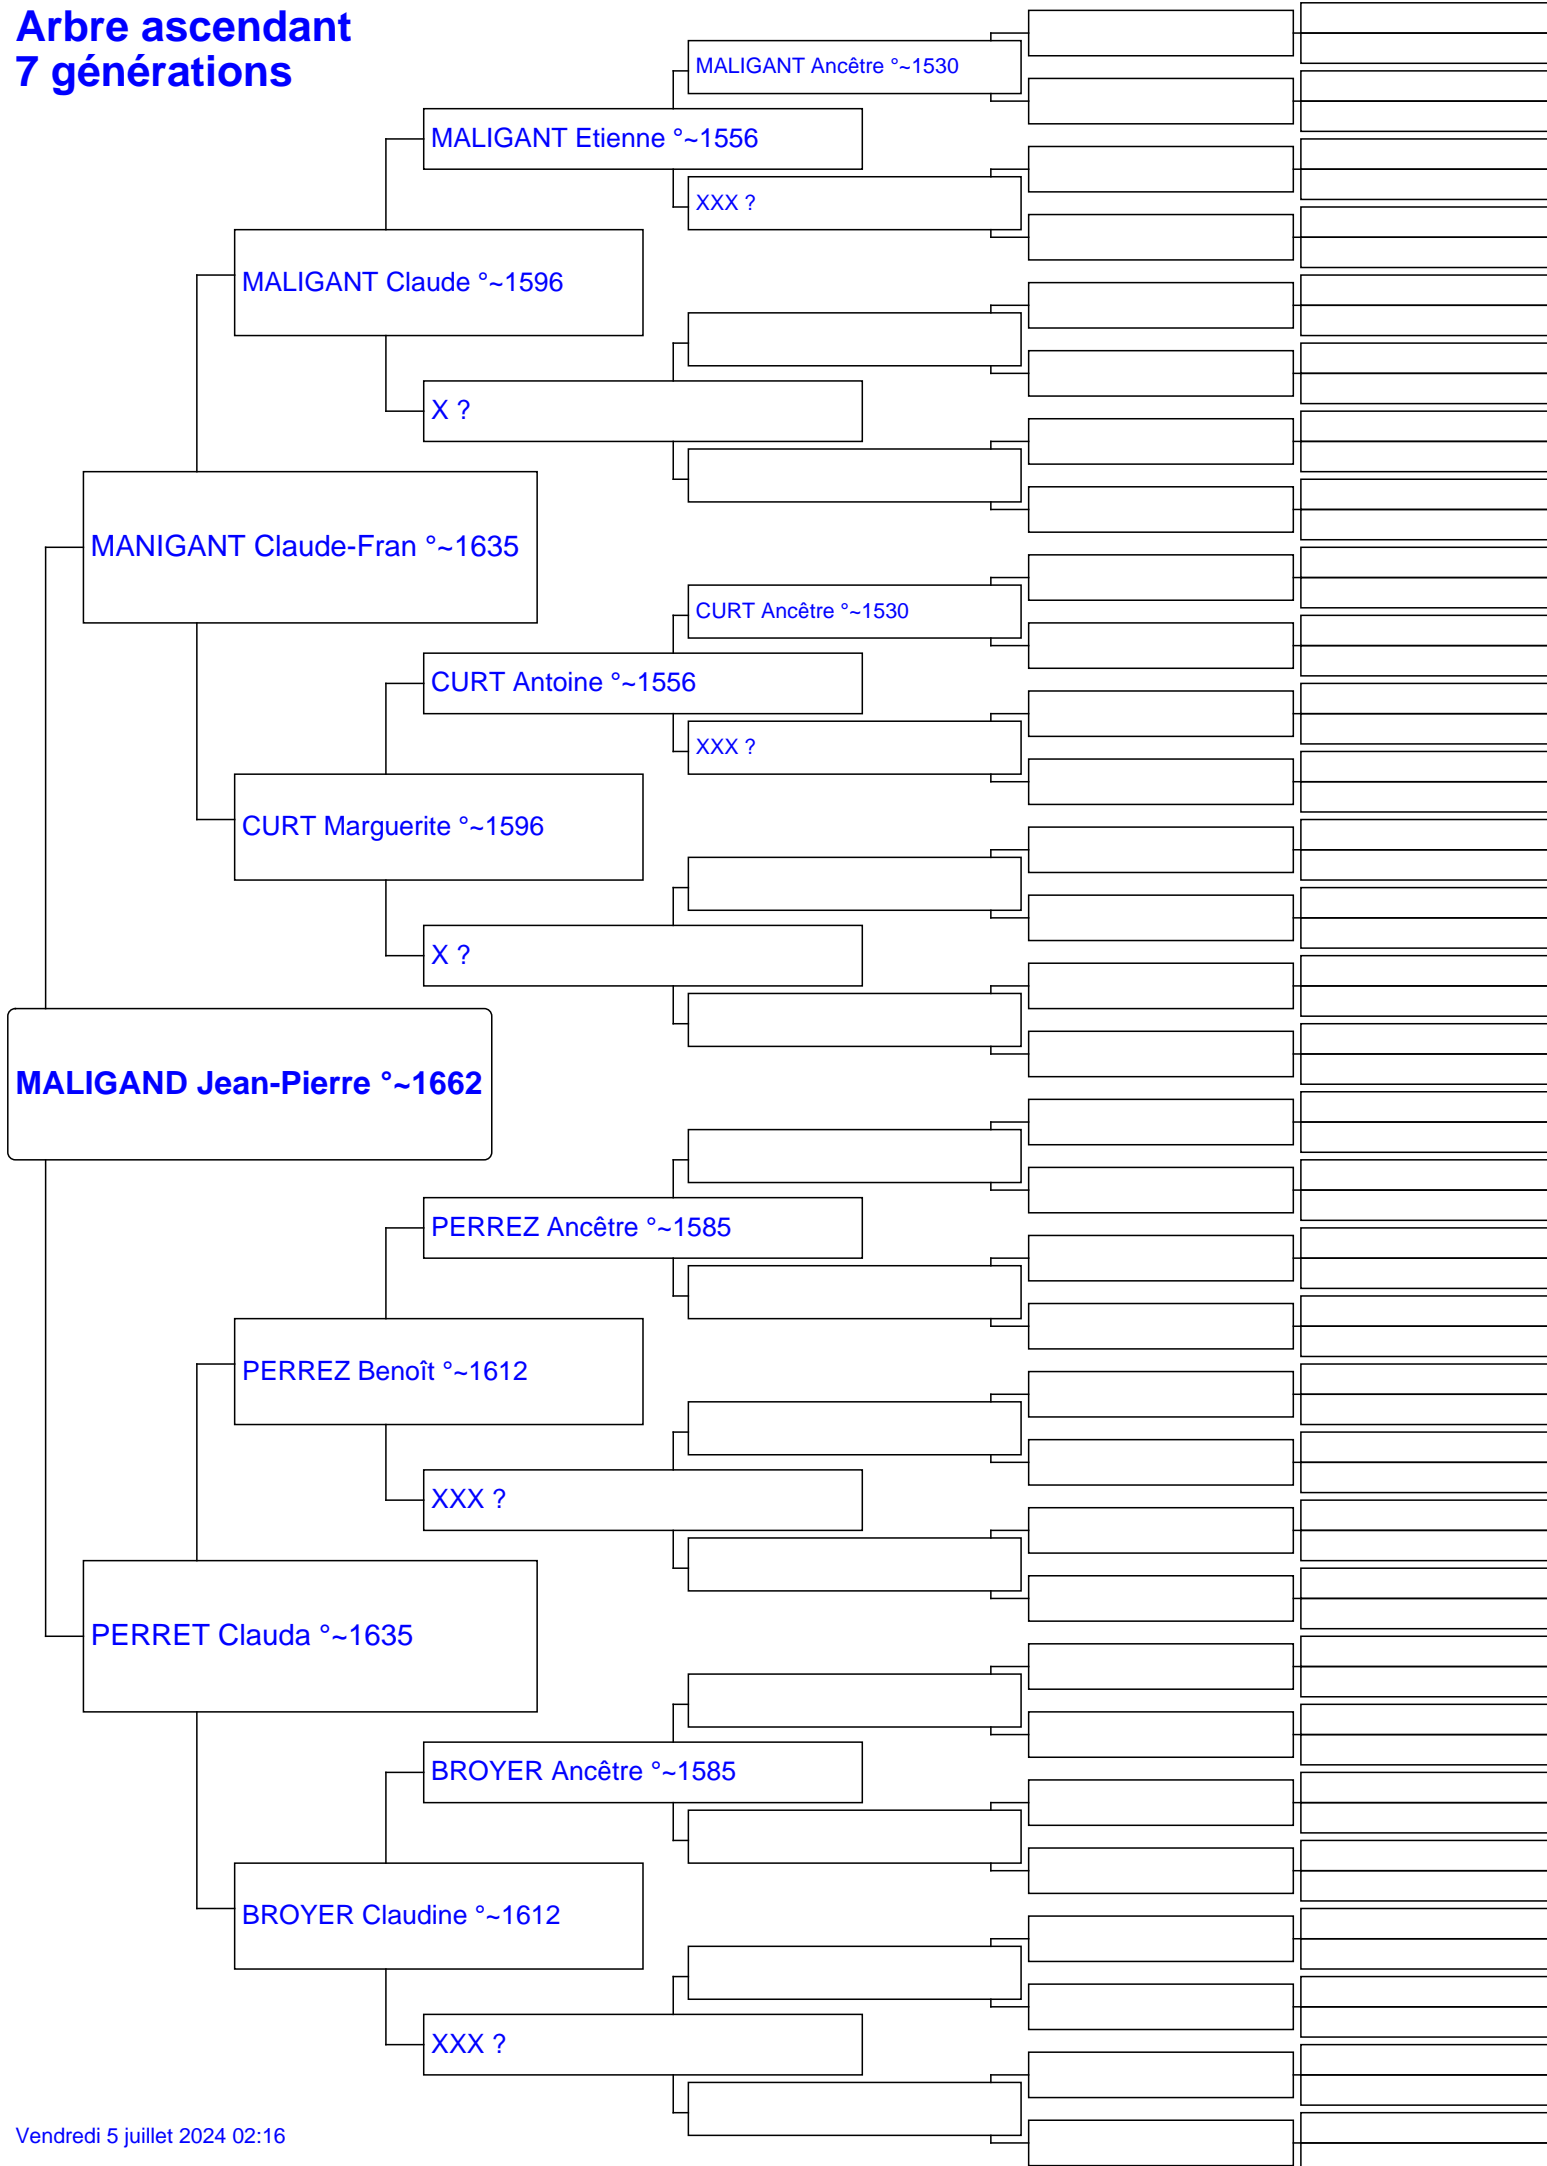 Arbre ascendant
7 générations
MALIGANT Ancêtre °~1530
MALIGANT Etienne °~1556
XXX ?
MALIGANT Claude °~1596
X ?
MANIGANT Claude-Fran °~1635
CURT Ancêtre °~1530
CURT Antoine °~1556
XXX ?
CURT Marguerite °~1596
X ?
MALIGAND Jean-Pierre °~1662
PERREZ Ancêtre °~1585
PERREZ Benoît °~1612
XXX ?
PERRET Clauda °~1635
BROYER Ancêtre °~1585
BROYER Claudine °~1612
XXX ?
Vendredi 5 juillet 2024 02:16